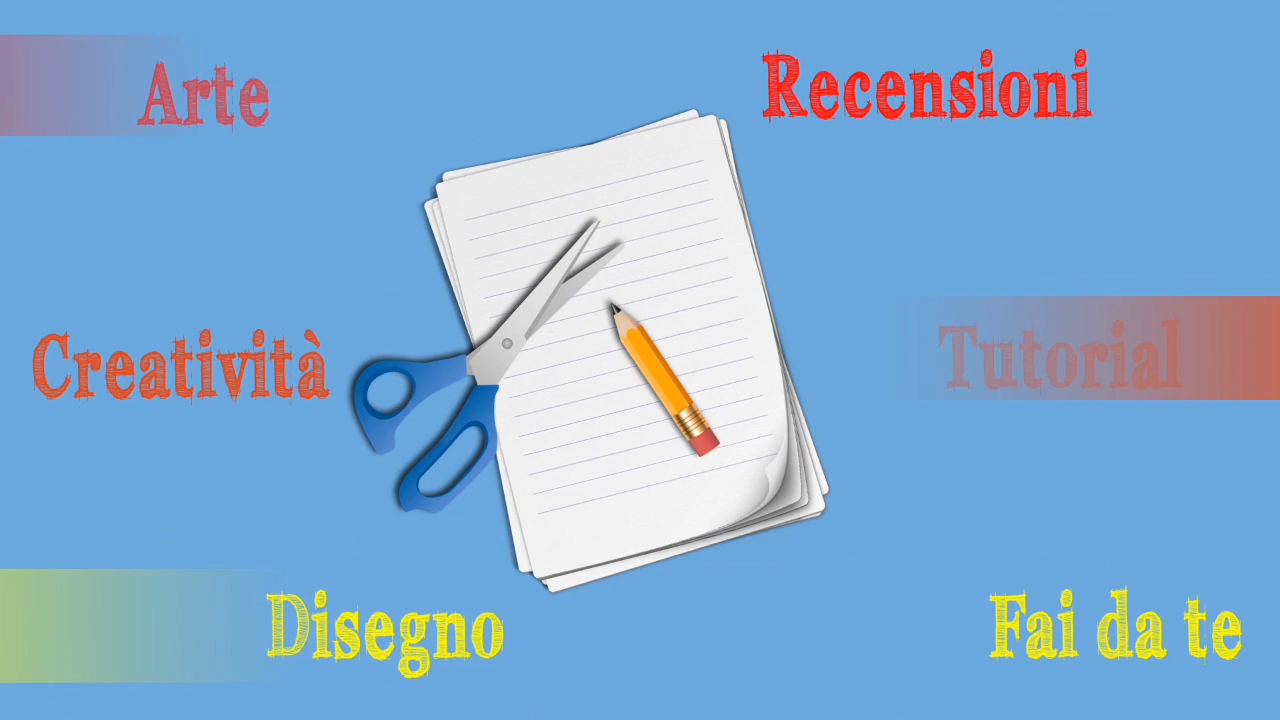 Arte
Recensioni
Creatività
Tutorial
Disegno
Fai da te